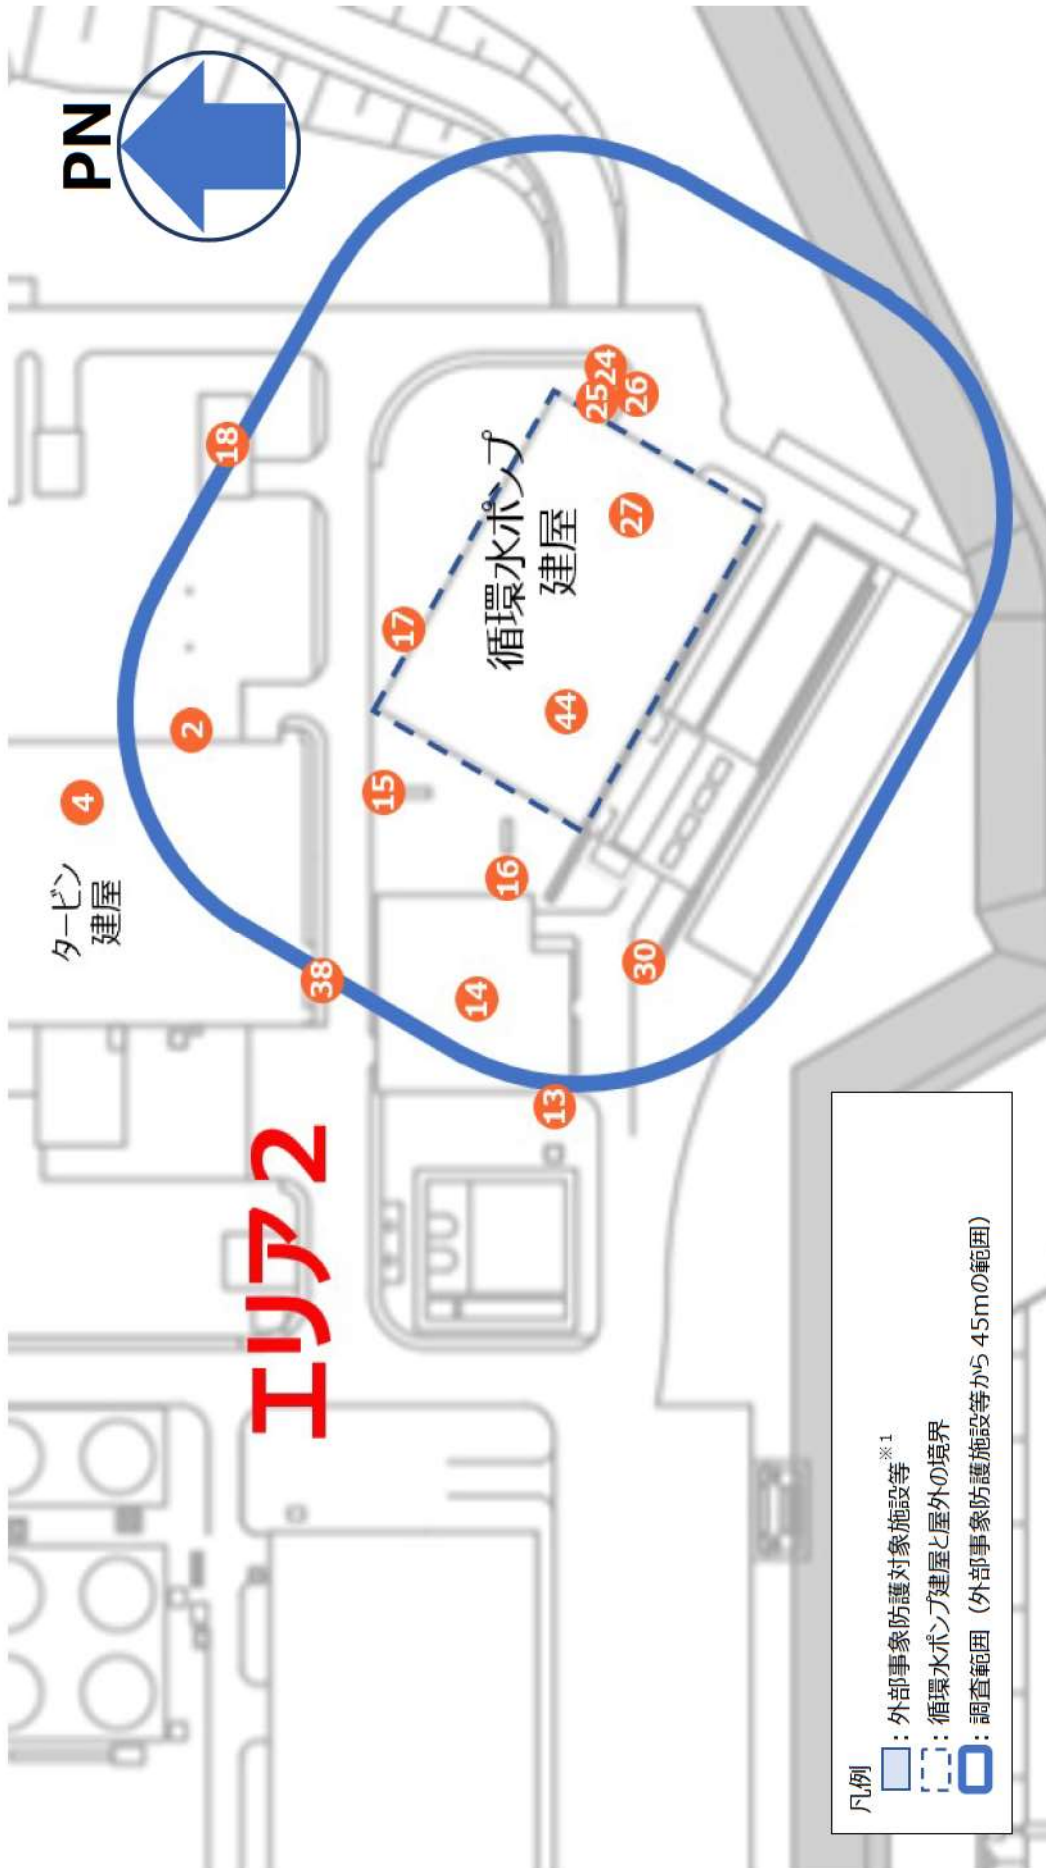 エリア２
PN
タービン
建屋
循環水ポンプ
建屋
4
2
18
38
15
17
16
14
44
27
25
24
26
13
30
凡例
：外部事象防護対象施設等※1
：循環水ポンプ建屋と屋外の境界
：調査範囲（外部事象防護施設等から 45mの範囲）